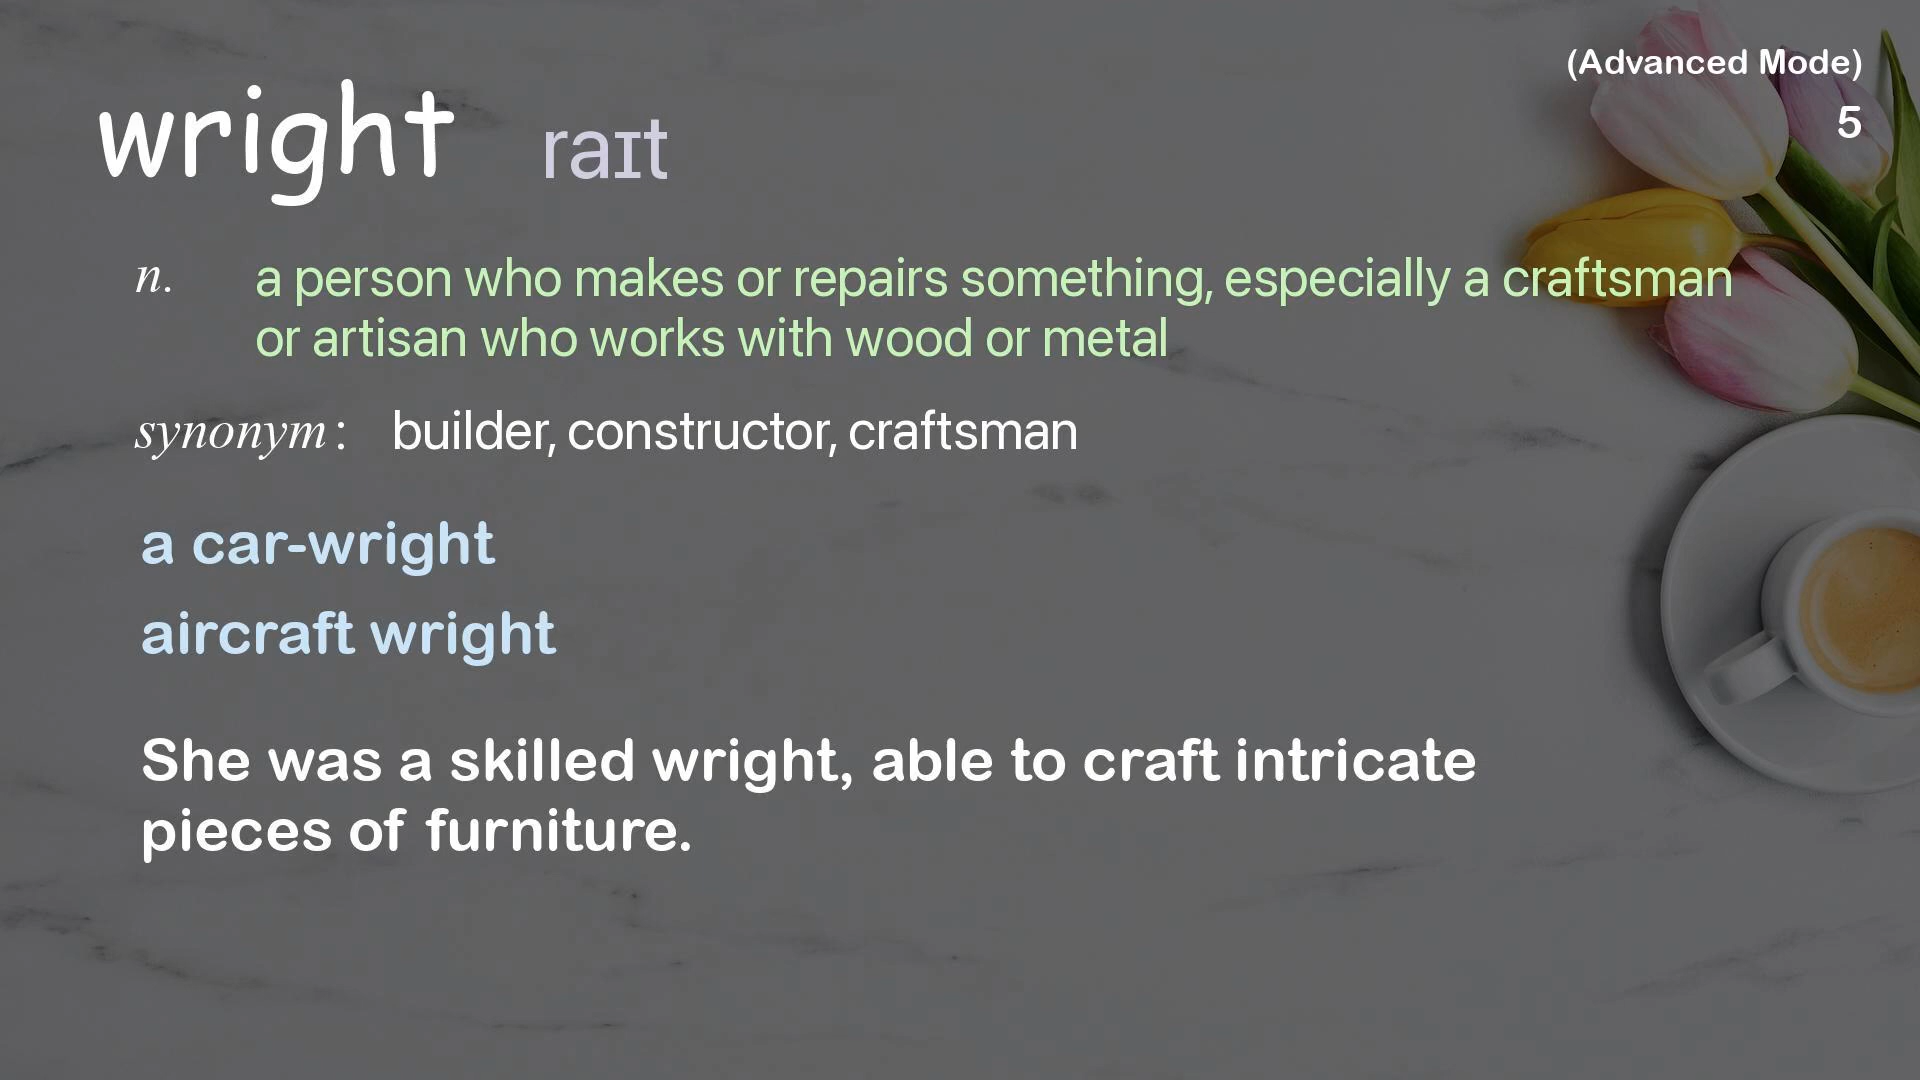 (Advanced Mode)
5
wright raɪt
n. a person who makes or repairs something, especially a craftsman
or artisan who works with wood or metal
synonym: builder, constructor, craftsman
a car-wright
aircraft wright
She was a skilled wright, able to craft intricate
pieces of furniture.